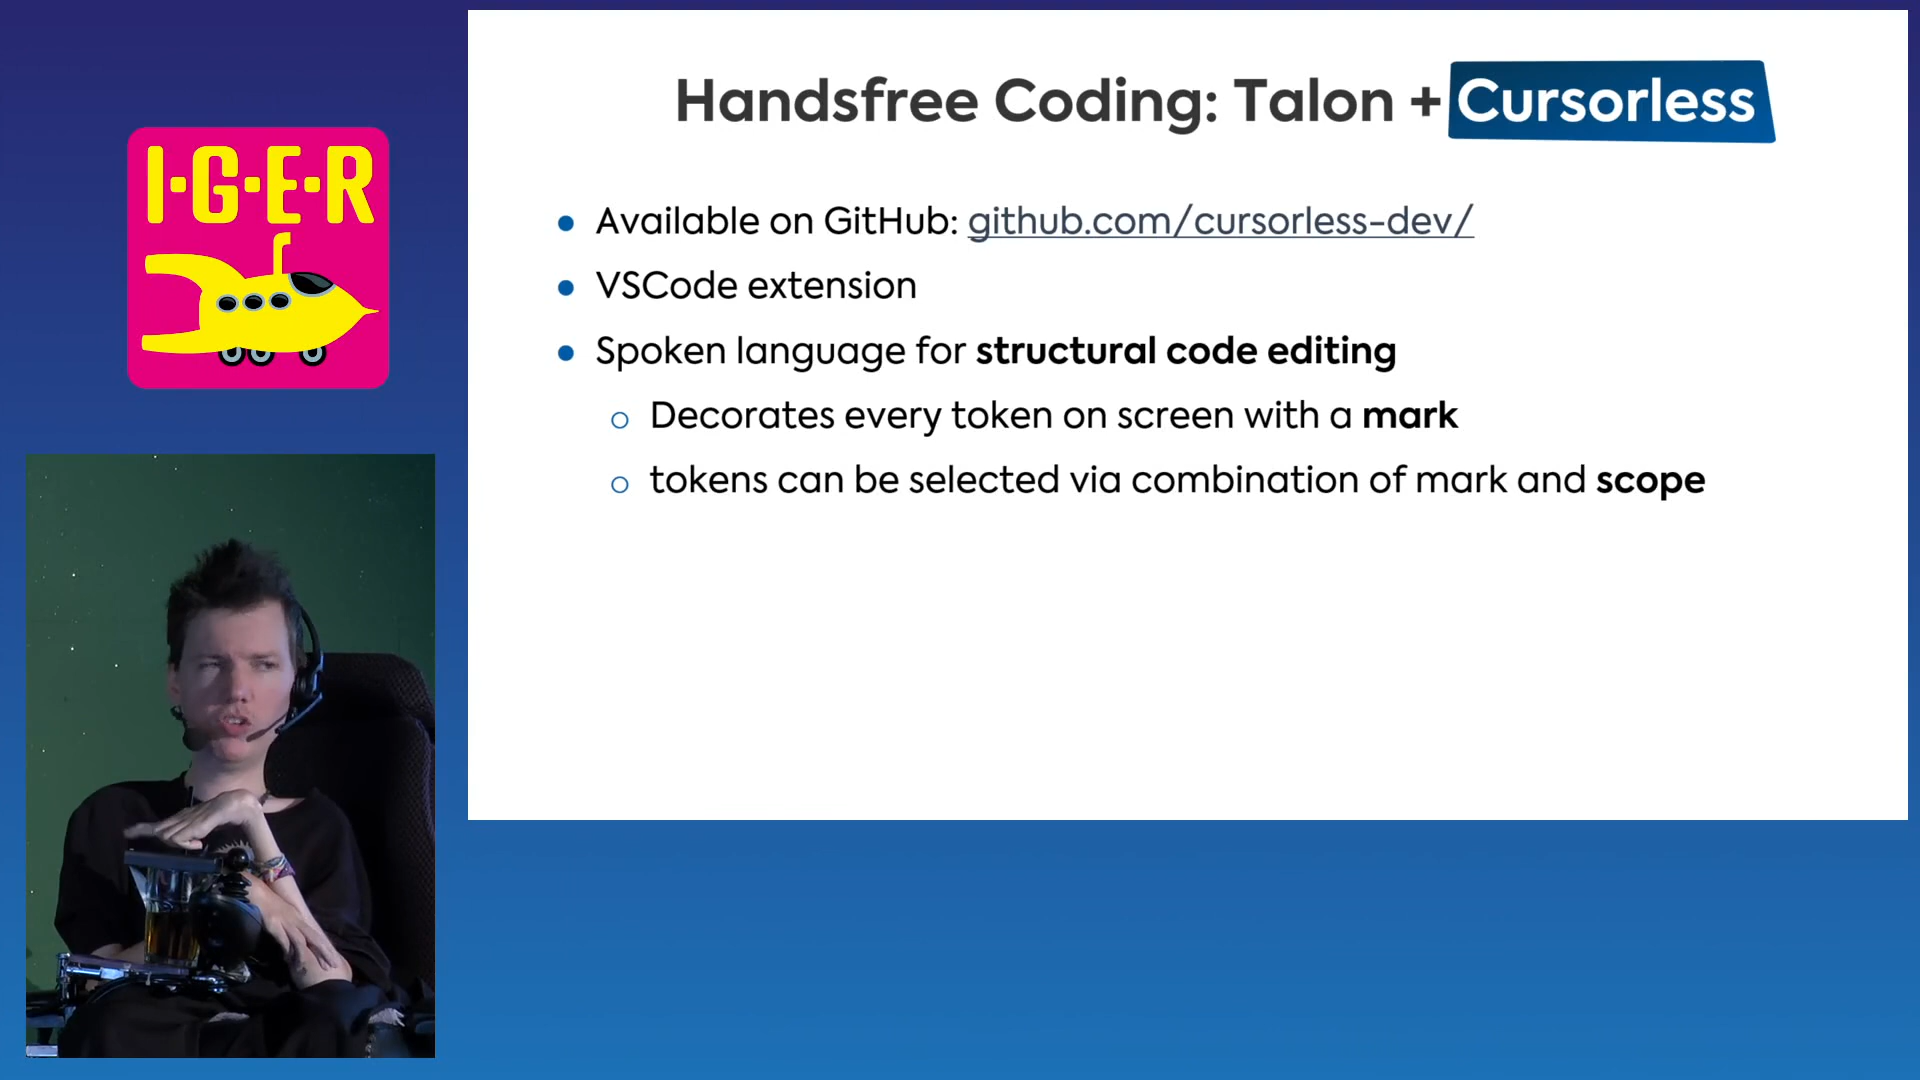 I·G·E·R
Handsfree Coding: Talon + Cursorless
Available on GitHub: github.com/cursorless-dev/
VSCode extension
Spoken language for structural code editing
Decorates every token on screen with a mark
tokens can be selected via combination of mark and scope